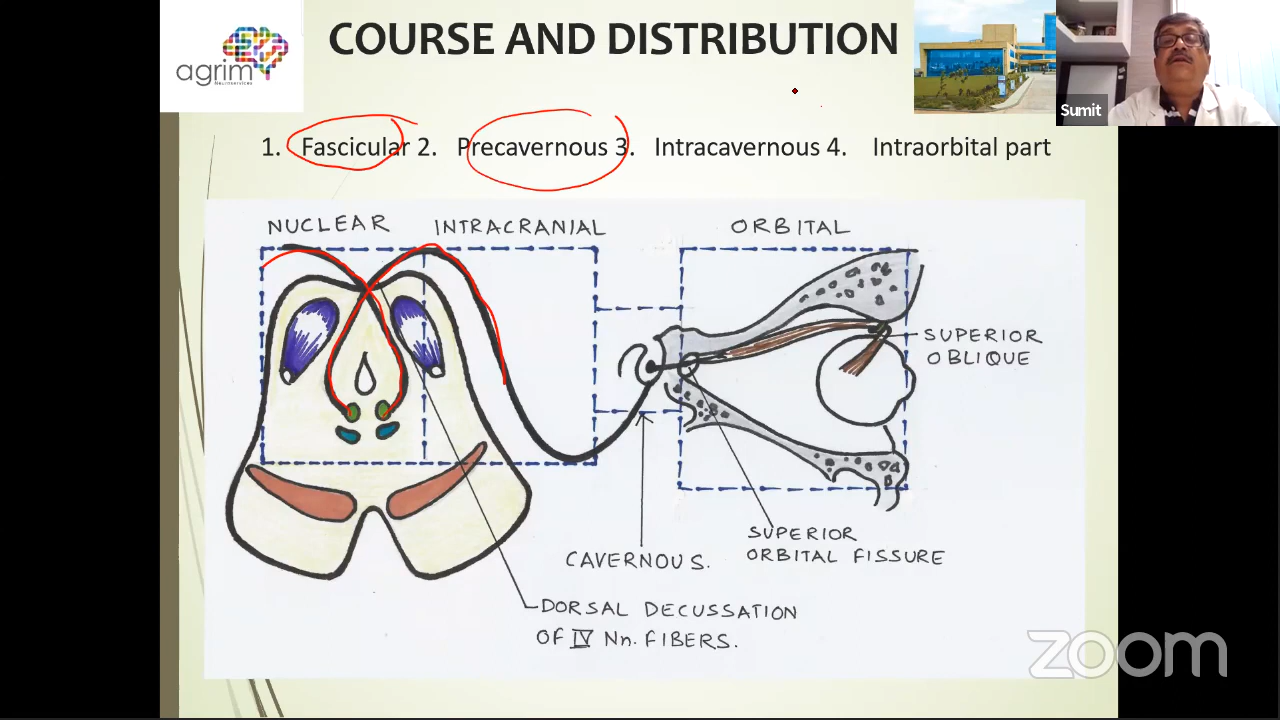 COURSE AND DISTRIBUTION
agrim
Neuroservices
Sumit
1. Fascicular 2. Precavernous 3. Intracavernous 4. Intraorbital part
NUCLEAR INTRACRANIAL ORBITAL
SUPERIOR
OBLIQUE
SUPERIOR
ORBITAL FISSURE
CAVERNOUS.
DORSAL DECUSSATION
OF IV Nn. FIBERS.
zoom